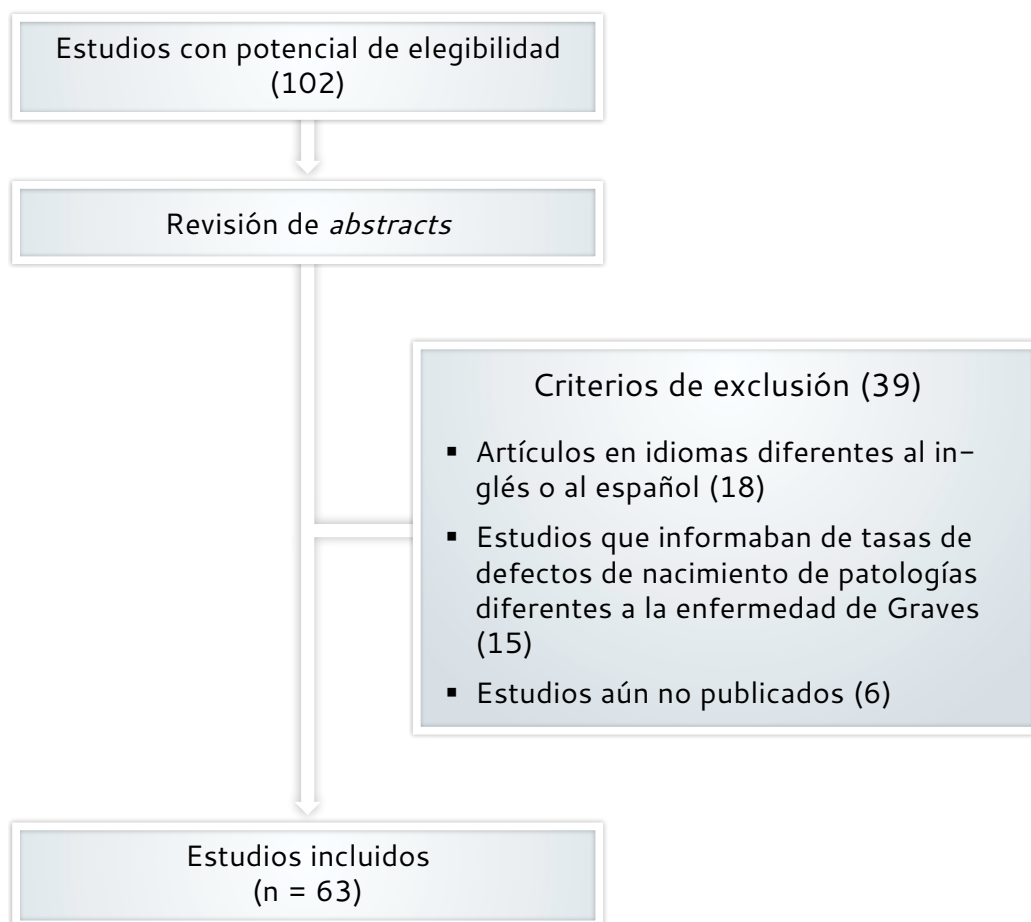 Estudios con potencial de elegibilidad
(102)
Revisión de abstracts
Criterios de exclusión (39)
▪ Artículos en idiomas diferentes al in-
glés o al español (18)
▪ Estudios que informaban de tasas de
defectos de nacimiento de patologías
diferentes a la enfermedad de Graves
(15)
▪ Estudios aún no publicados (6)
Estudios incluidos
(n = 63)